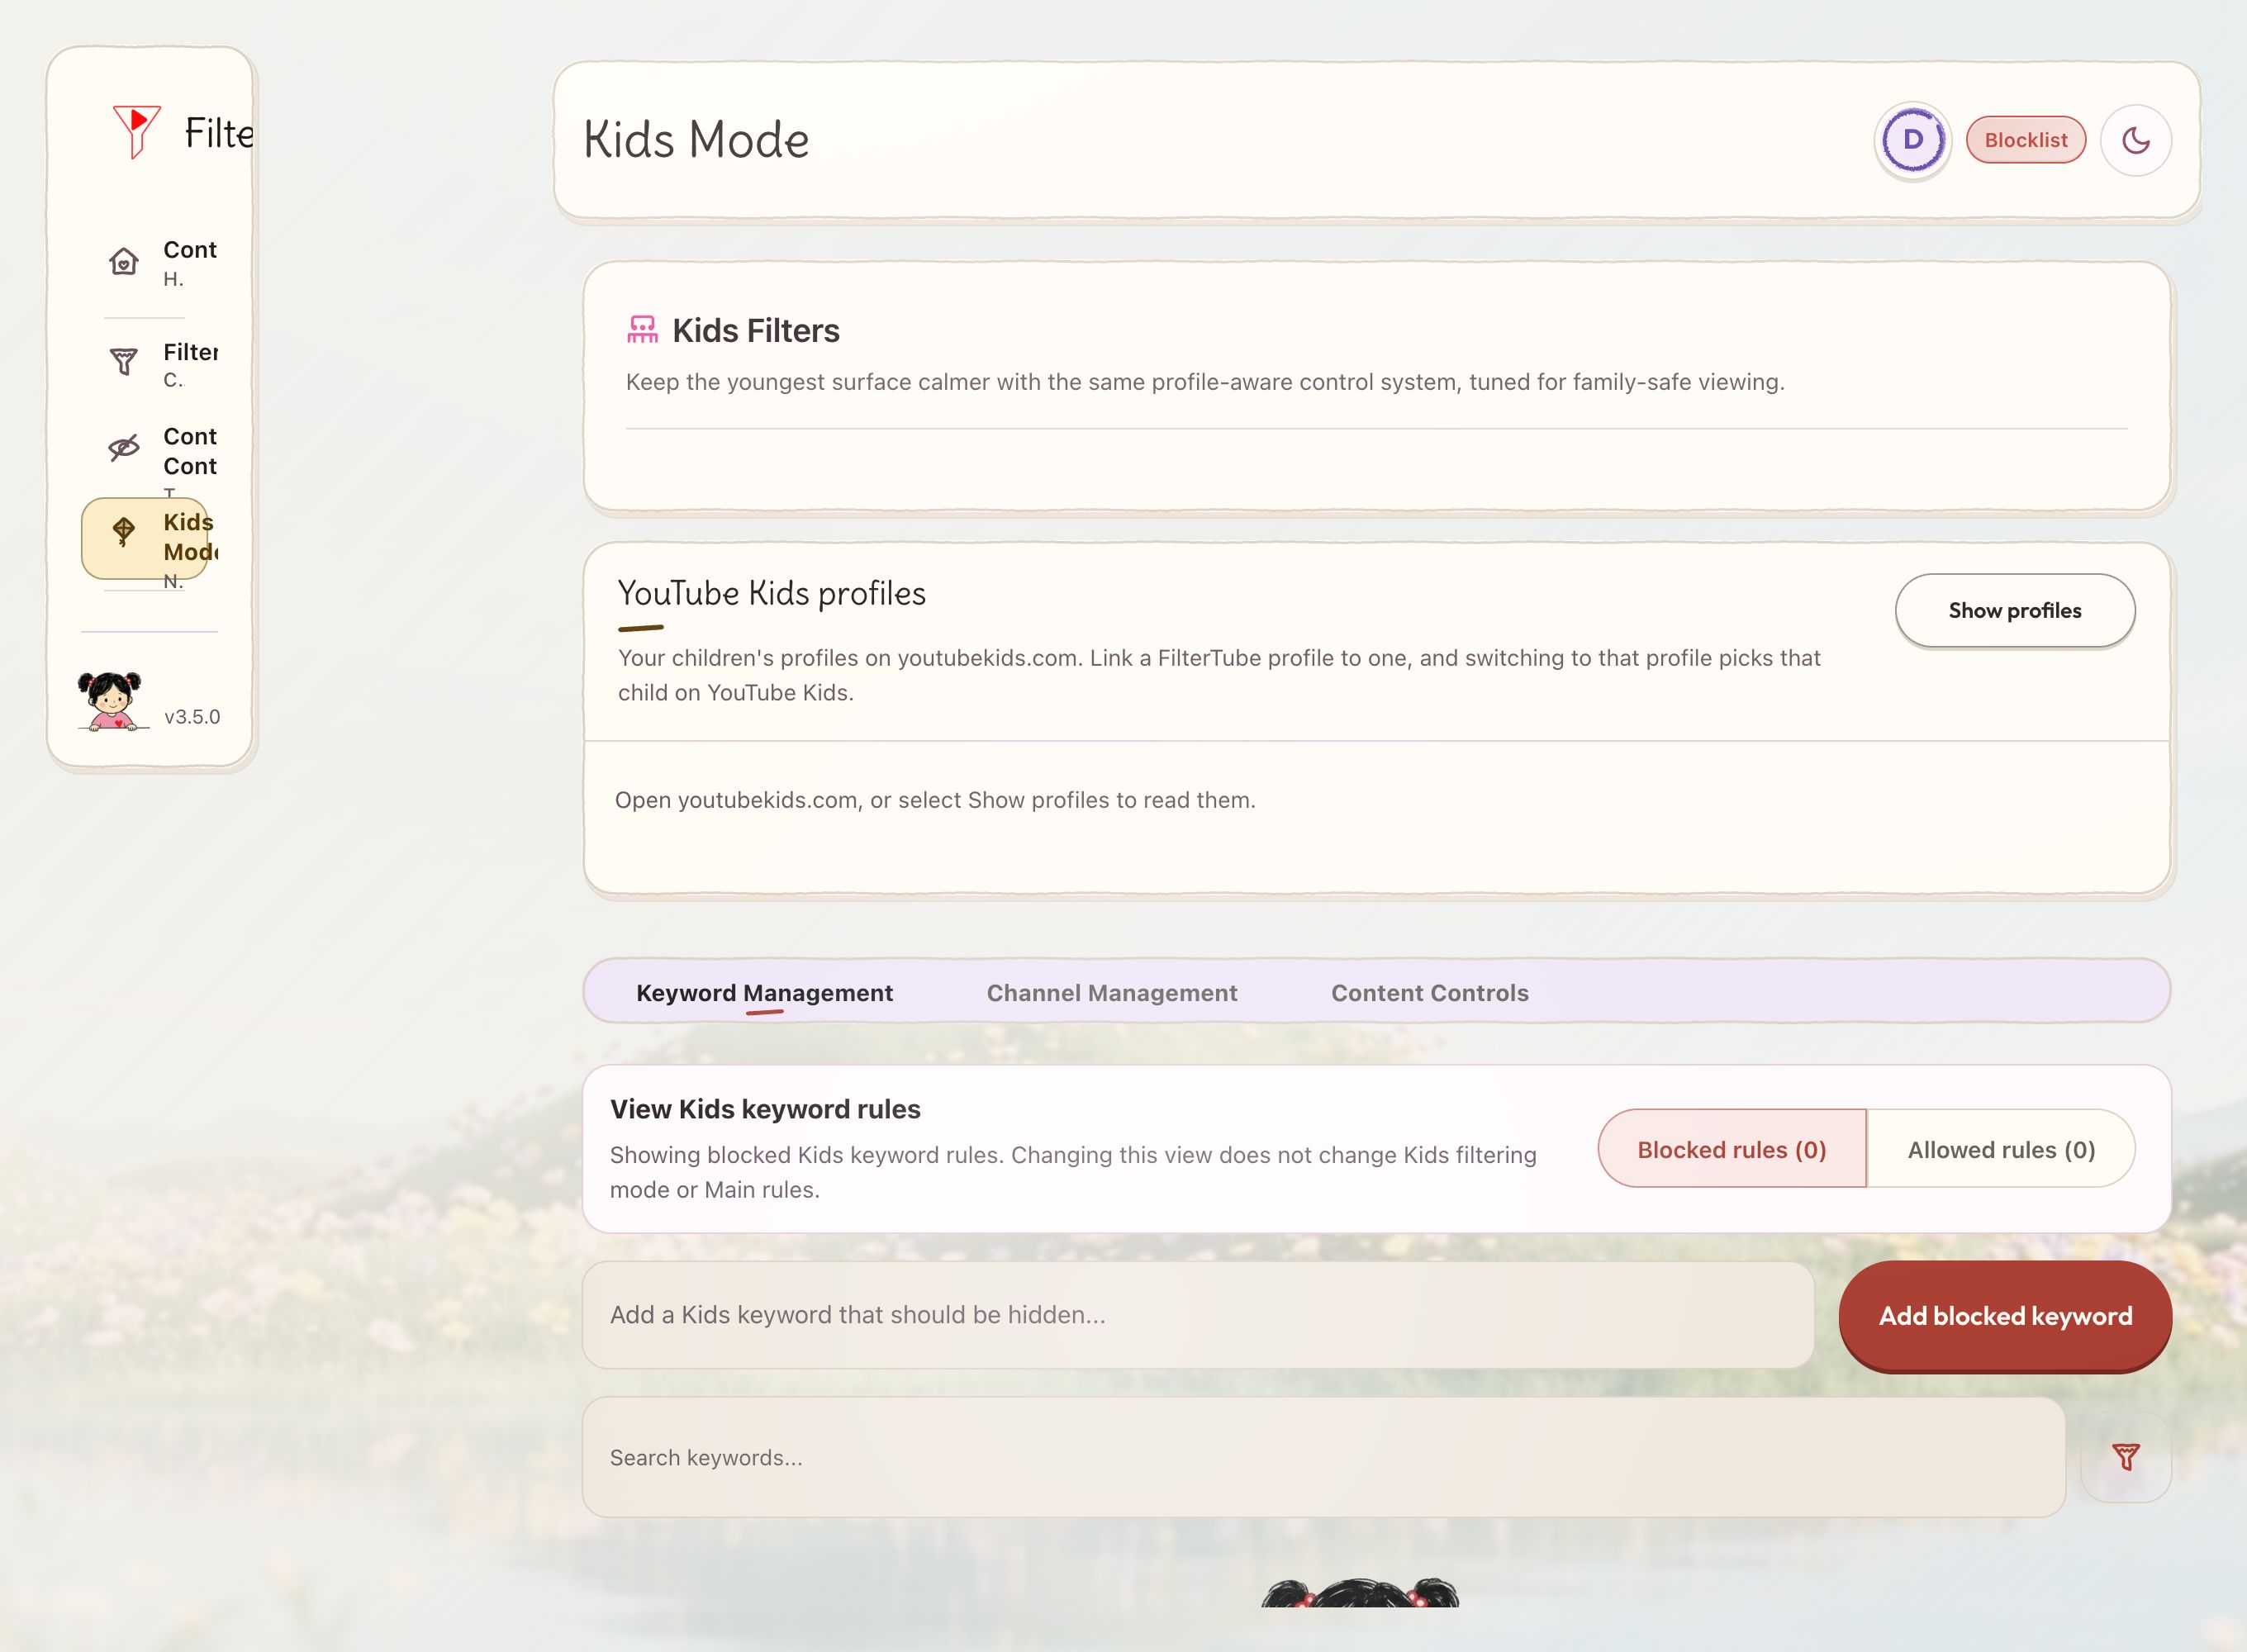 Filte
Cont
H.
Filter
C.
Cont
Cont
T
Kids
Mod
N.
v3.5.0
Kids Mode
D
Blocklist
Kids Filters
Keep the youngest surface calmer with the same profile-aware control system, tuned for family-safe viewing.
YouTube Kids profiles
Show profiles
Your children's profiles on youtubekids.com. Link a FilterTube profile to one, and switching to that profile picks that
child on YouTube Kids.
Open youtubekids.com, or select Show profiles to read them.
Keyword Management
Channel Management
Content Controls
View Kids keyword rules
Showing blocked Kids keyword rules. Changing this view does not change Kids filtering
mode or Main rules.
Blocked rules (0)
Allowed rules (0)
Add a Kids keyword that should be hidden...
Add blocked keyword
Search keywords...